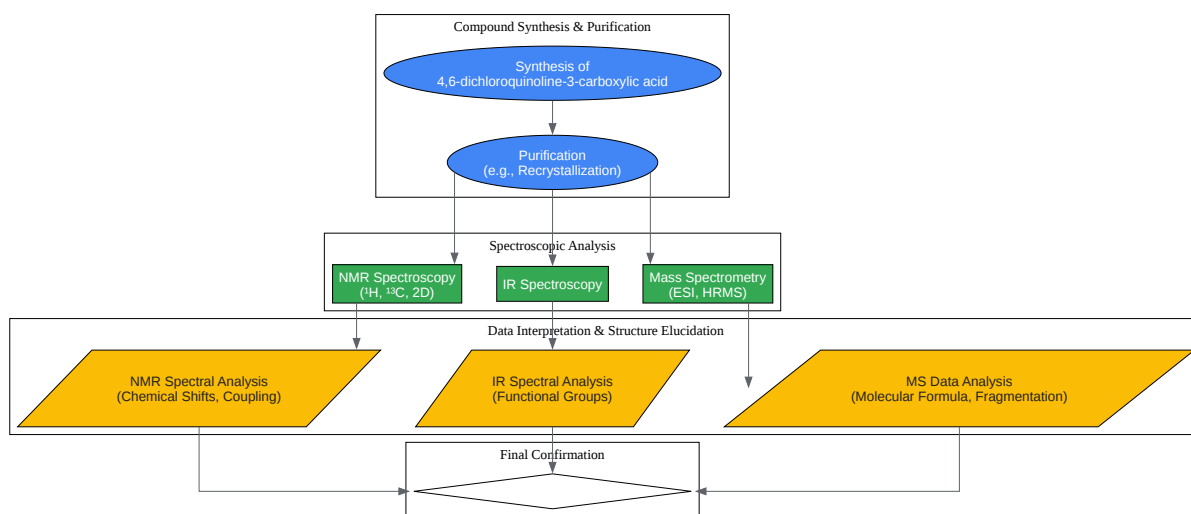 Compound Synthesis & Purification
Synthesis of
4,6-dichloroquinoline-3-carboxylic acid
Purification
(e.g., Recrystallization)
Spectroscopic Analysis
NMR Spectroscopy
(¹H, ¹³C, 2D)
IR Spectroscopy
Mass Spectrometry
(ESI, HRMS)
Data Interpretation & Structure Elucidation
NMR Spectral Analysis
(Chemical Shifts, Coupling)
IR Spectral Analysis
(Functional Groups)
MS Data Analysis
(Molecular Formula, Fragmentation)
Final Confirmation